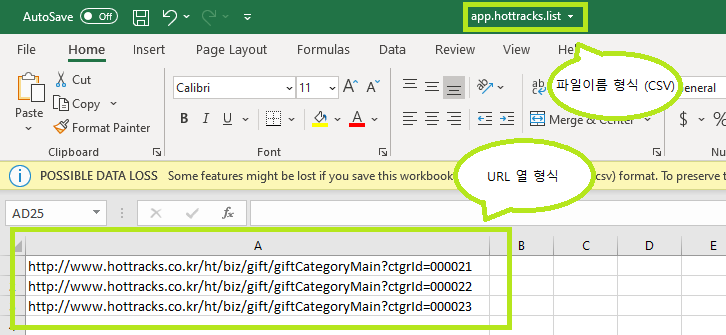 AutoSave Off app.hottracks.list
File Home Insert Page Layout Formulas Data Review View Hel
파일이름 형식 (CSV)
Cut
Copy
Format Painter
Paste
Clipboard
Calibri 11
B I U
Font
ab
General
Merge & Center
$ %
Alignment
POSSIBLE DATA LOSS Some features might be lost if you save this workbook csv) format. To preserve t
URL 열 형식
AD25 fx
A B C D E
http://www.hottracks.co.kr/ht/biz/gift/giftCategoryMain?ctgrId=000021
http://www.hottracks.co.kr/ht/biz/gift/giftCategoryMain?ctgrId=000022
http://www.hottracks.co.kr/ht/biz/gift/giftCategoryMain?ctgrId=000023